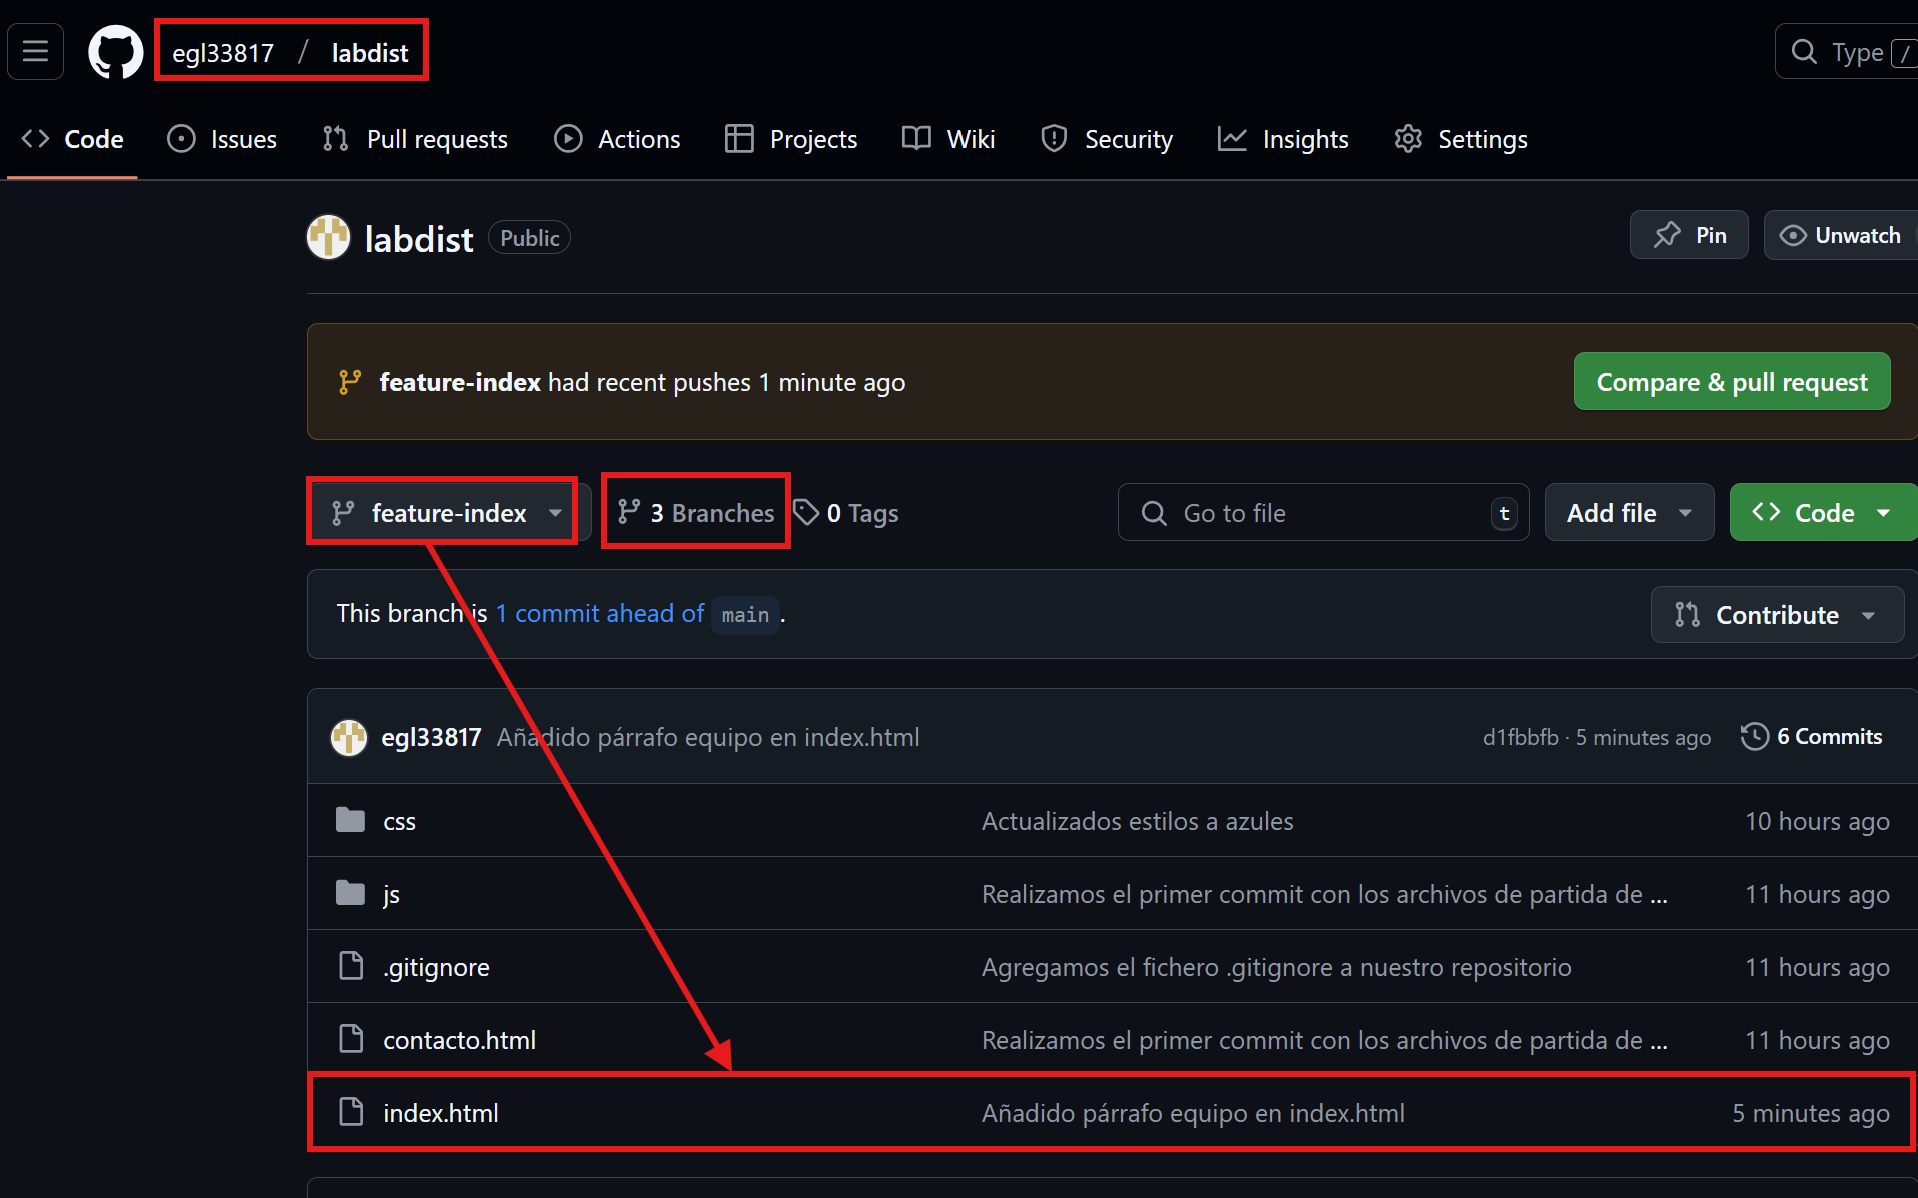 egl33817 / labdist
Type /
Code Issues Pull requests Actions Projects Wiki Security Insights Settings
labdist Public
Pin Unwatch
feature-index had recent pushes 1 minute ago
Compare & pull request
feature-index 3 Branches 0 Tags
Go to file t
Add file
Code
This branch is 1 commit ahead of main .
Contribute
egl33817 Añadido párrafo equipo en index.html d1fbbfb · 5 minutes ago 6 Commits
css Actualizados estilos a azules 10 hours ago
js Realizamos el primer commit con los archivos de partida de ... 11 hours ago
.gitignore Agregamos el fichero .gitignore a nuestro repositorio 11 hours ago
contacto.html Realizamos el primer commit con los archivos de partida de ... 11 hours ago
index.html Añadido párrafo equipo en index.html 5 minutes ago